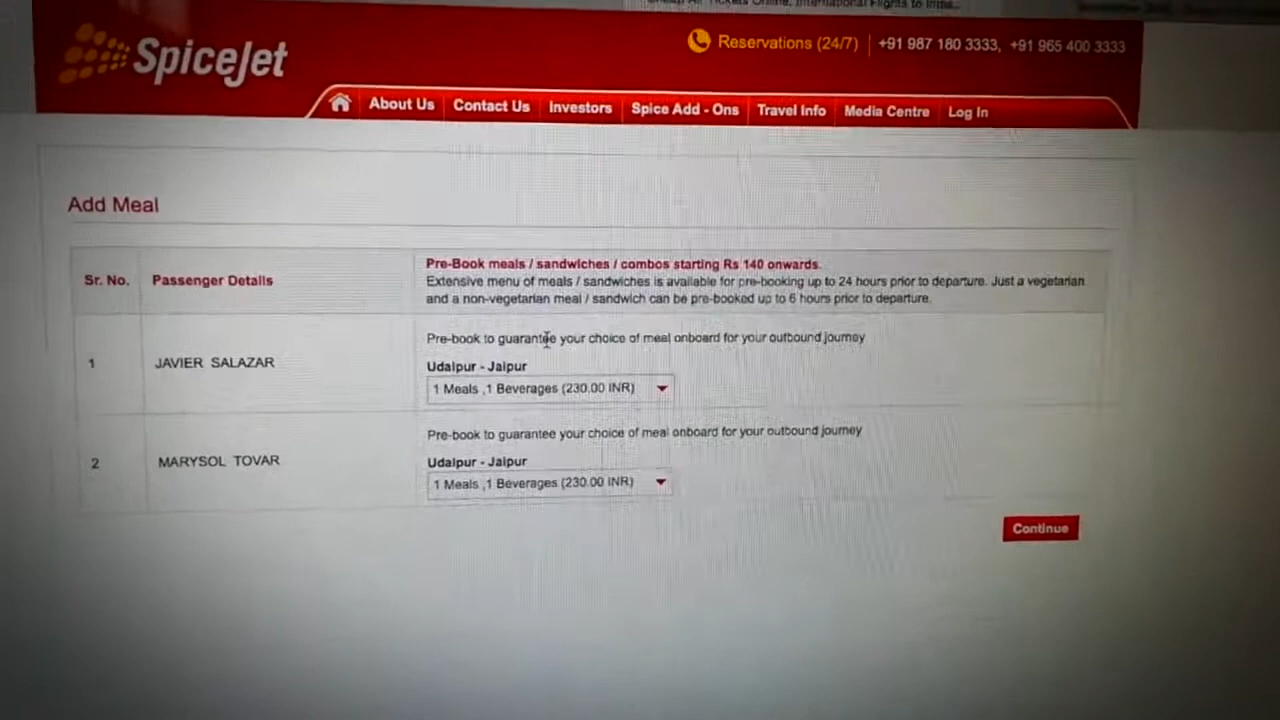 SpiceJet
Reservations (24/7) +91 987 180 3333, +91 965 400 3333
About Us Contact Us Investors Spice Add - Ons Travel Info Media Centre Log In
Add Meal
Sr. No. Passenger Details
Pre-Book meals / sandwiches / combos starting Rs 140 onwards.
Extensive menu of meals / sandwiches is available for pre-booking up to 24 hours prior to departure. Just a vegetarian
and a non-vegetarian meal / sandwich can be pre-booked up to 6 hours prior to departure.
1 JAVIER SALAZAR
Pre-book to guarantee your choice of meal onboard for your outbound journey
Udaipur - Jaipur
1 Meals ,1 Beverages (230.00 INR)
2 MARYSOL TOVAR
Pre-book to guarantee your choice of meal onboard for your outbound journey
Udaipur - Jaipur
1 Meals ,1 Beverages (230.00 INR)
Continue